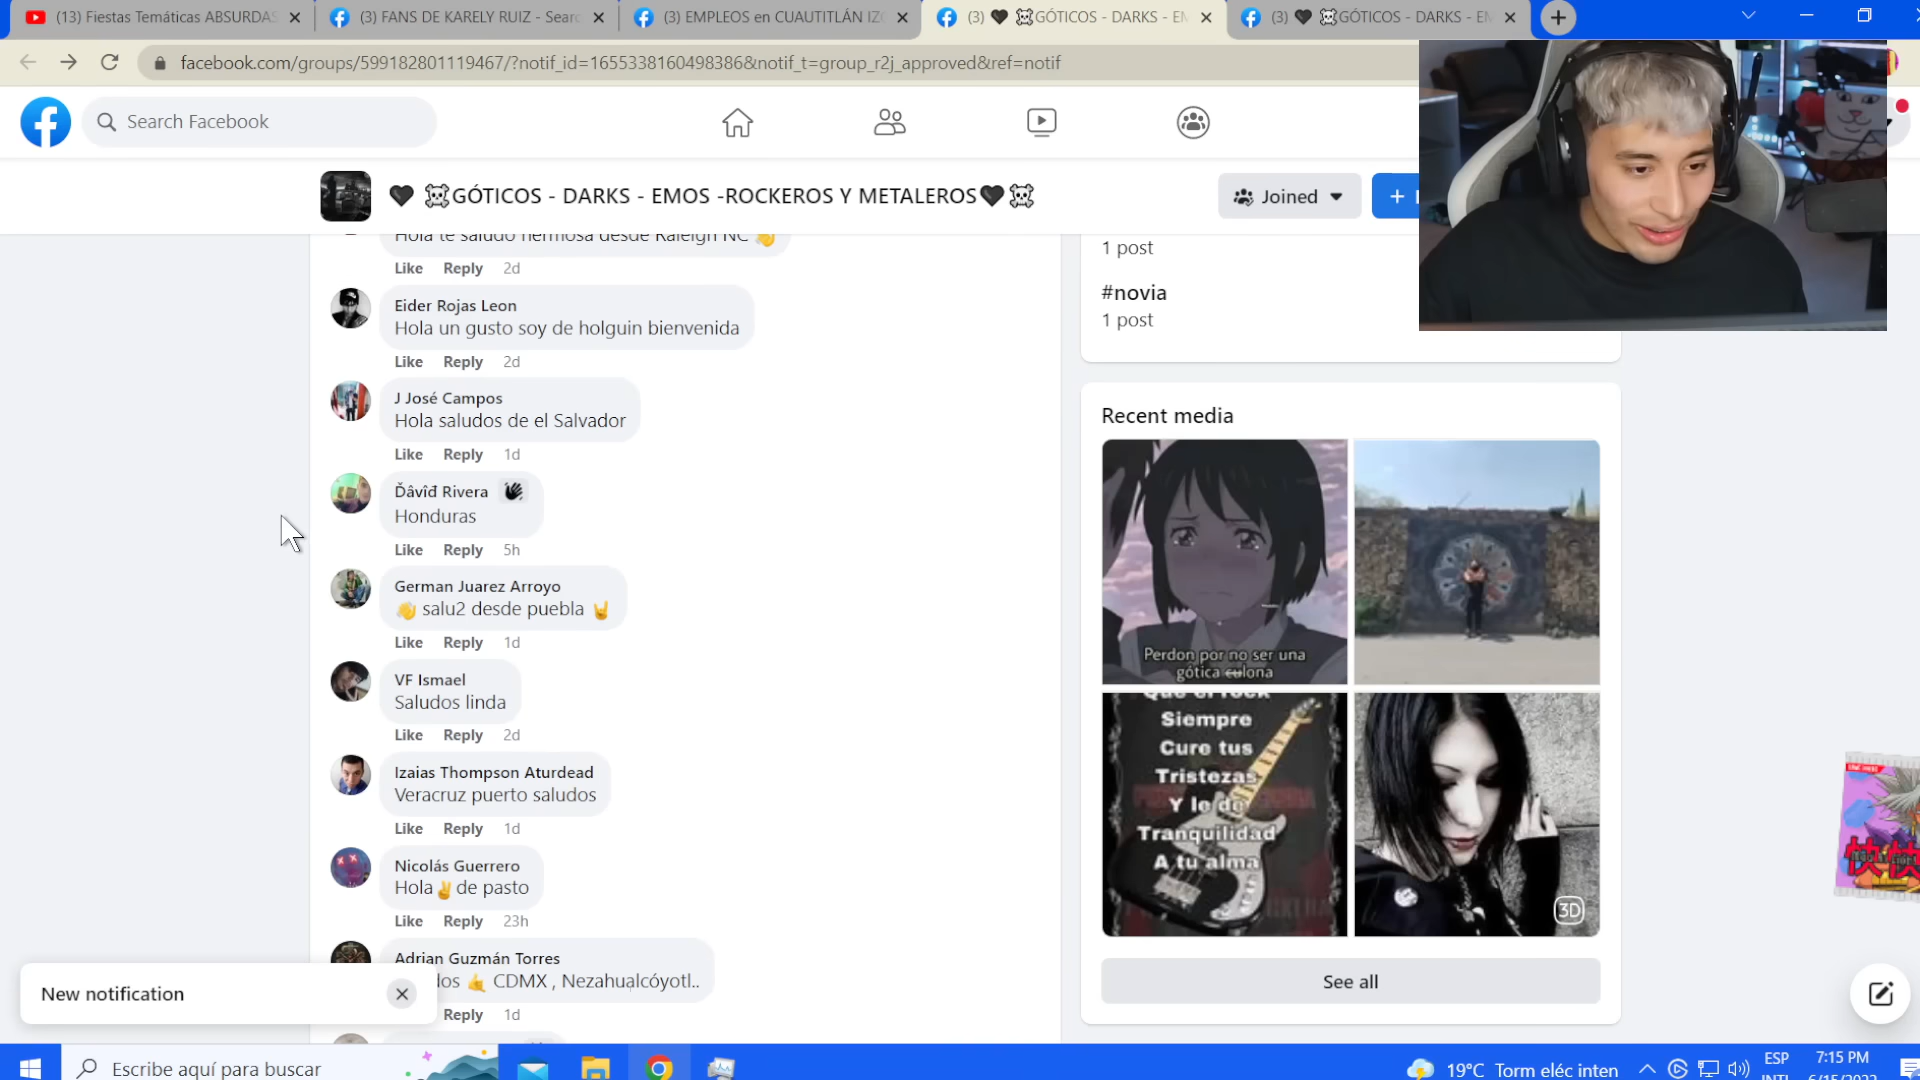 (13) Fiestas Temáticas ABSURDAS
(3) FANS DE KARELY RUIZ - Searc
(3) EMPLEOS en CUAUTITLÁN IZC
(3) 🖤 ☠GÓTICOS - DARKS - EM
(3) 🖤 ☠GÓTICOS - DARKS - EM
facebook.com/groups/599182801119467/?notif_id=1655338160498386&notif_t=group_r2j_approved&ref=notif
Search Facebook
🖤 ☠GÓTICOS - DARKS - EMOS -ROCKEROS Y METALEROS🖤☠
Joined
Hola te saludo hermosa desde Raleigh NC 👋
Like Reply 2d
Eider Rojas Leon
Hola un gusto soy de holguin bienvenida
Like Reply 2d
J José Campos
Hola saludos de el Salvador
Like Reply 1d
Ďâvîđ Rivera 👋
Honduras
Like Reply 5h
German Juarez Arroyo
👋 salu2 desde puebla 🤘
Like Reply 1d
VF Ismael
Saludos linda
Like Reply 2d
Izaias Thompson Aturdead
Veracruz puerto saludos
Like Reply 1d
Nicolás Guerrero
Hola✌de pasto
Like Reply 23h
Adrian Guzmán Torres
dos 🤙 CDMX , Nezahualcóyotl..
Reply 1d
New notification
1 post
#novia
1 post
Recent media
Perdon por no ser una
gótica culona
Que el rock
Siempre
Cure tus
Tristezas
Y le de
Tranquilidad
A tu alma
3D
See all
Escribe aquí para buscar
19°C Torm eléc inten
ESP
INTL
7:15 PM
6/15/2022